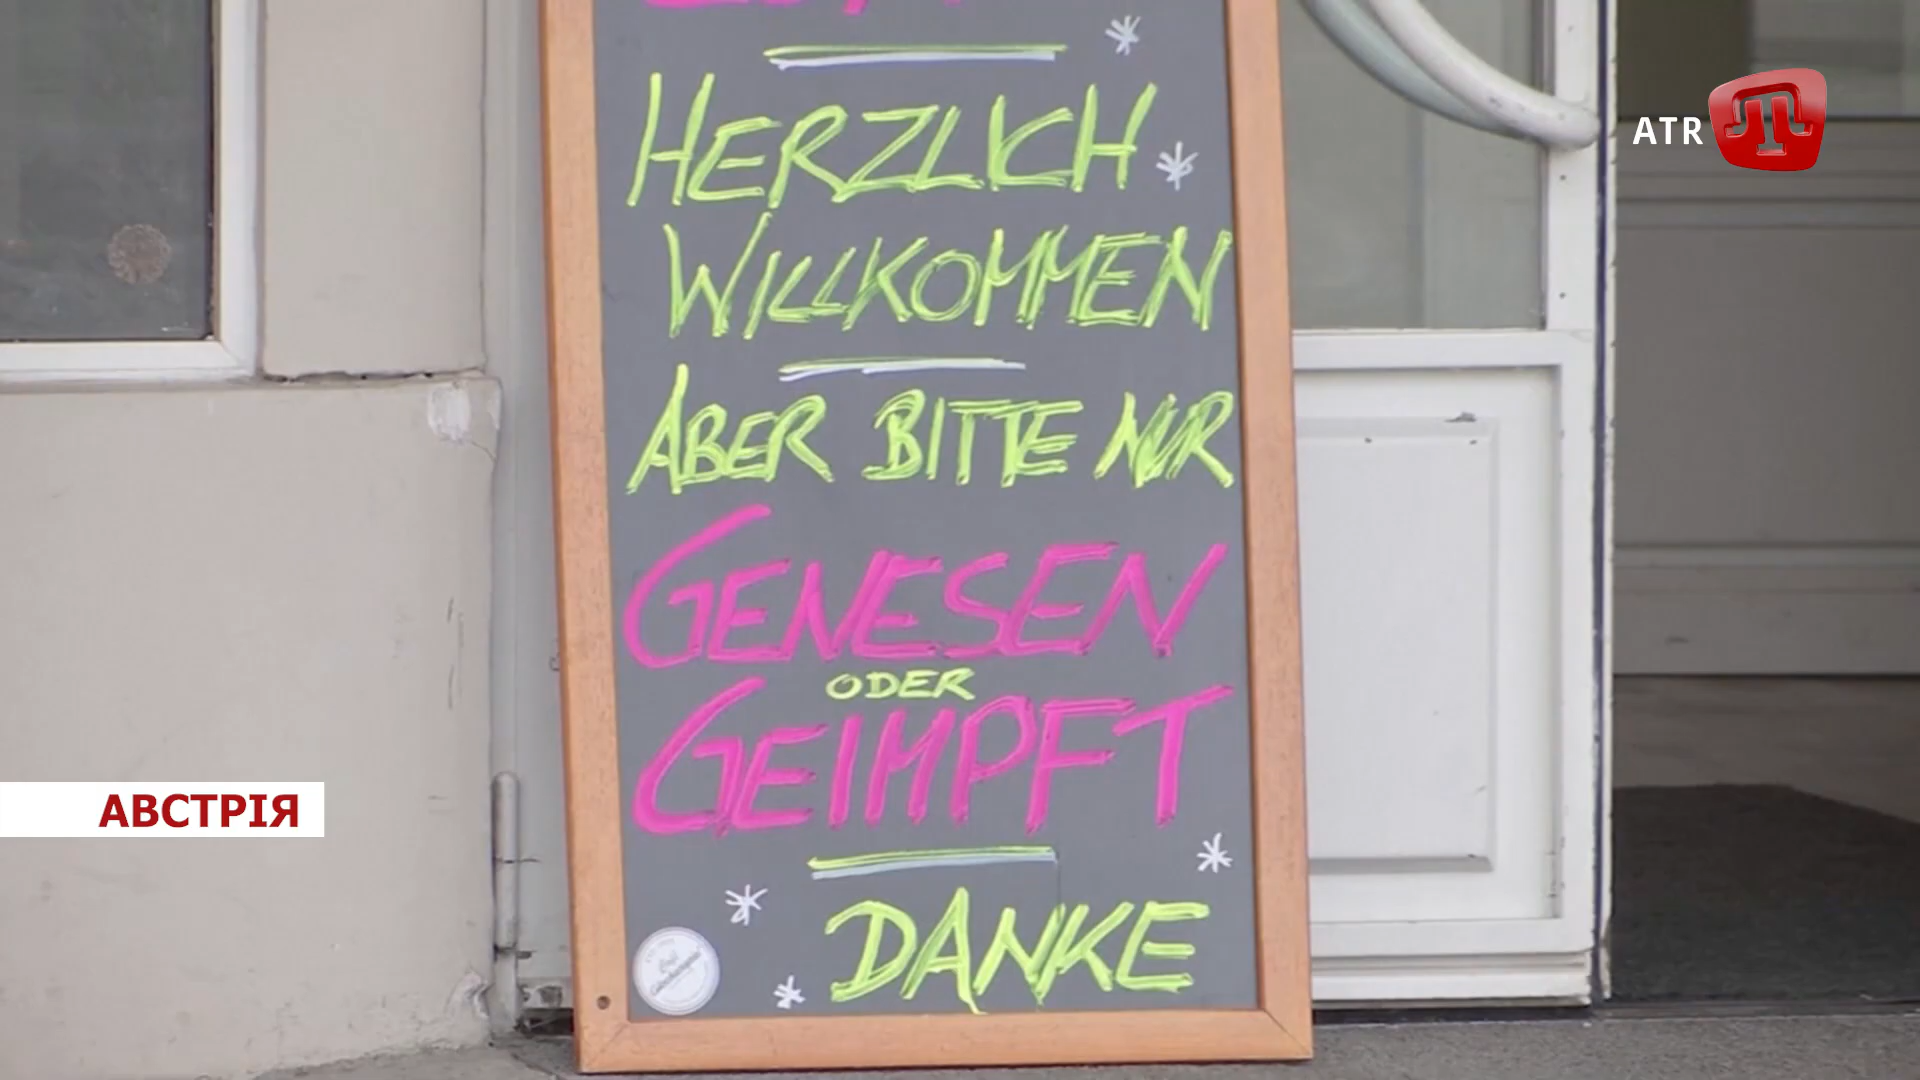 HERZLICH
WILLKOMMEN
ABER BITTE NUR
GENESEN
ODER
GEIMPFT
DANKE
ATR
АВСТРІЯ